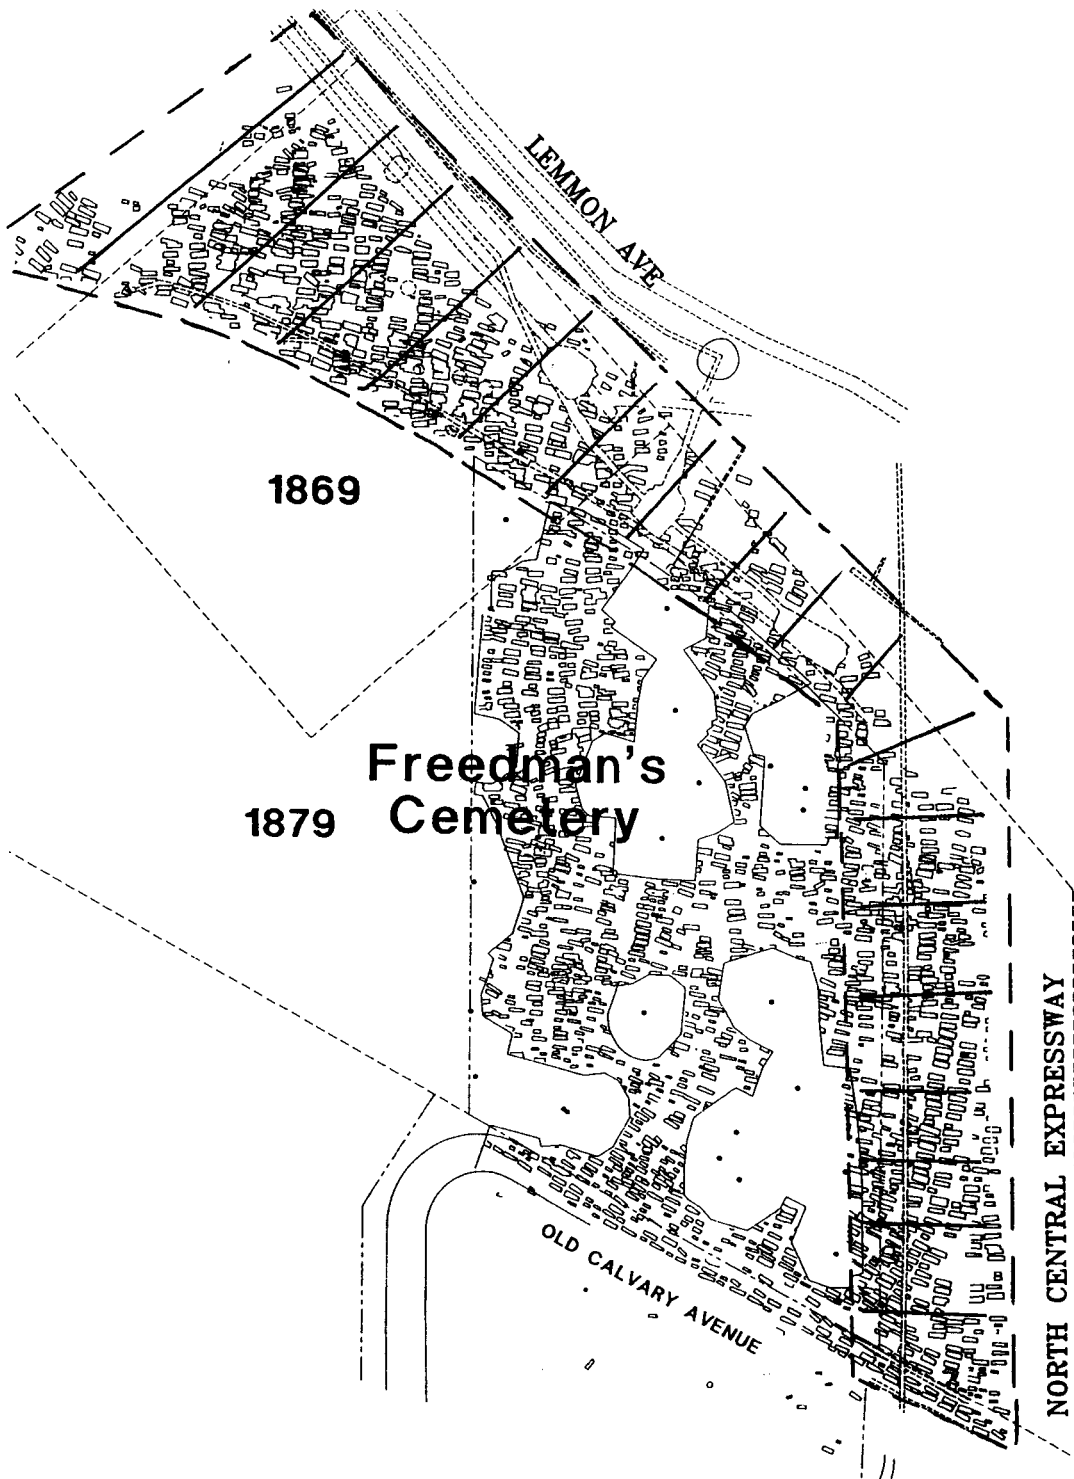 LEMMON AVE
1869
Freedman's
Cemetery
1879
OLD CALVARY AVENUE
NORTH CENTRAL EXPRESSWAY